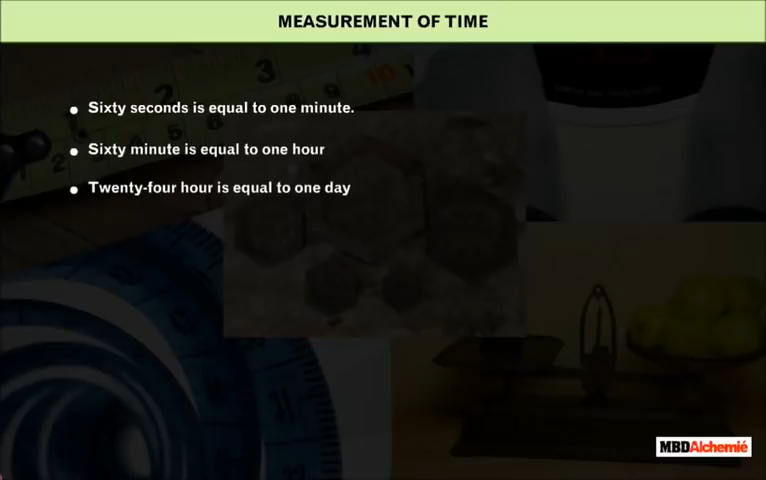 MEASUREMENT OF TIME
Sixty seconds is equal to one minute.
Sixty minute is equal to one hour
Twenty-four hour is equal to one day
MBDAlchemié